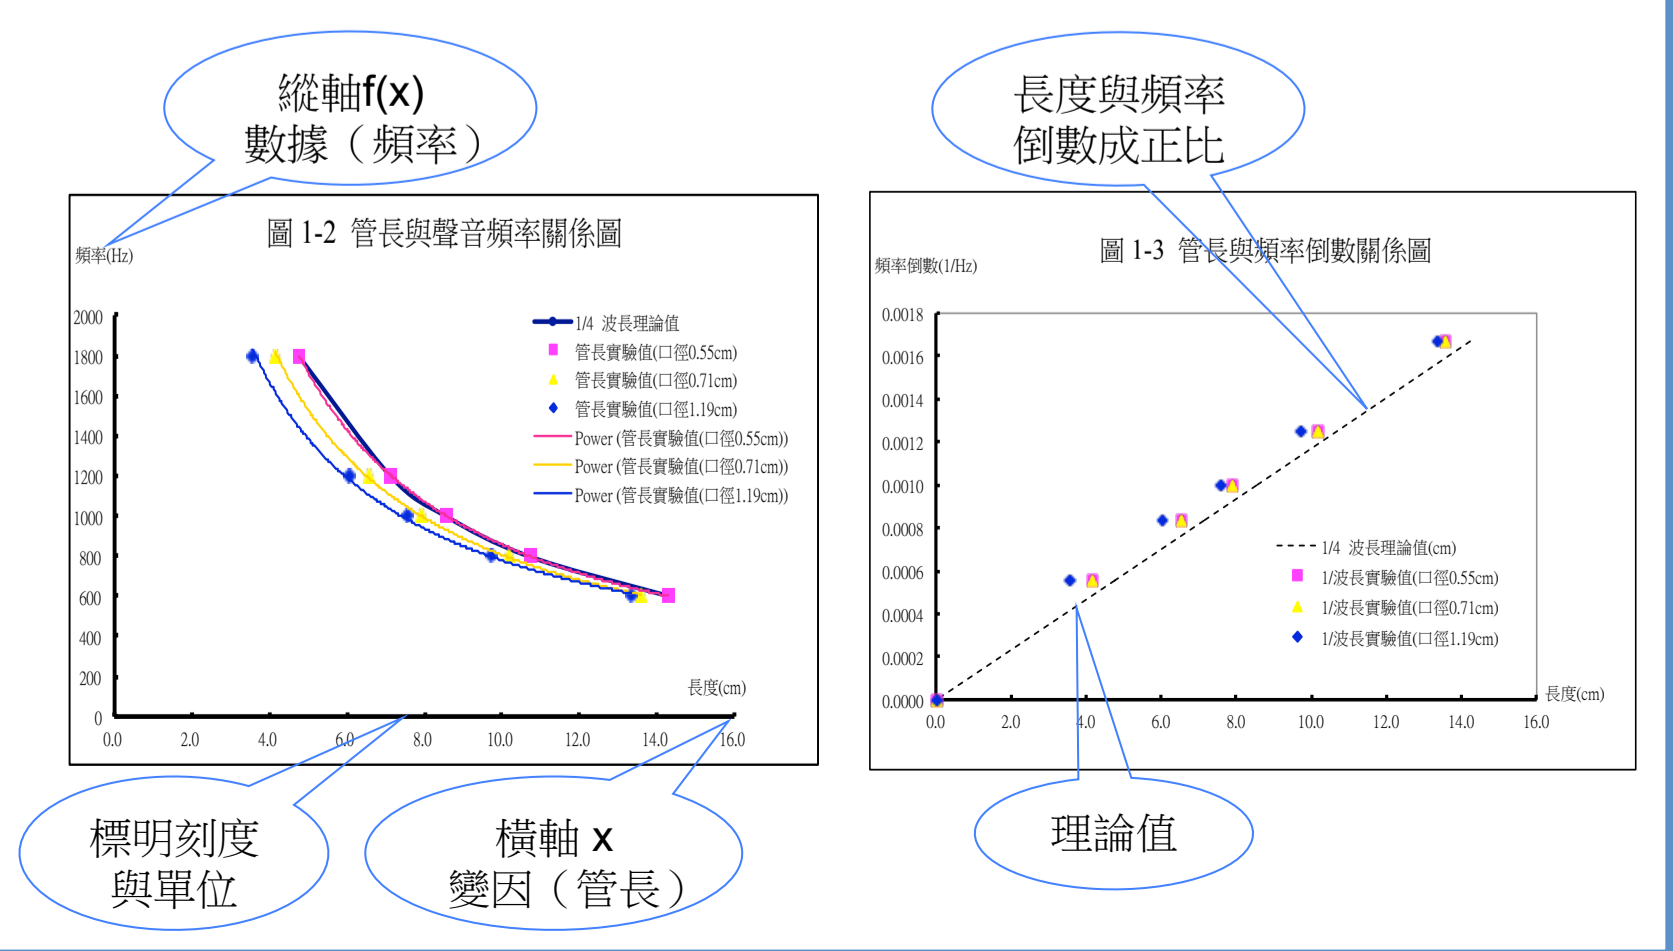 縱軸f(x)
數據（頻率）
長度與頻率
倒數成正比
圖 1-2 管長與聲音頻率關係圖
頻率(Hz)
2000
1800
1600
1400
1200
1000
800
600
400
200
0
1/4 波長理論值
管長實驗值(口徑0.55cm)
管長實驗值(口徑0.71cm)
管長實驗值(口徑1.19cm)
Power (管長實驗值(口徑0.55cm))
Power (管長實驗值(口徑0.71cm))
Power (管長實驗值(口徑1.19cm))
長度(cm)
0.0 2.0 4.0 6.0 8.0 10.0 12.0 14.0 16.0
圖 1-3 管長與頻率倒數關係圖
頻率倒數(1/Hz)
0.0018
0.0016
0.0014
0.0012
0.0010
0.0008
0.0006
0.0004
0.0002
0.0000
1/4 波長理論值(cm)
1/波長實驗值(口徑0.55cm)
1/波長實驗值(口徑0.71cm)
1/波長實驗值(口徑1.19cm)
長度(cm)
0.0 2.0 4.0 6.0 8.0 10.0 12.0 14.0 16.0
標明刻度
與單位
橫軸 x
變因（管長）
理論值